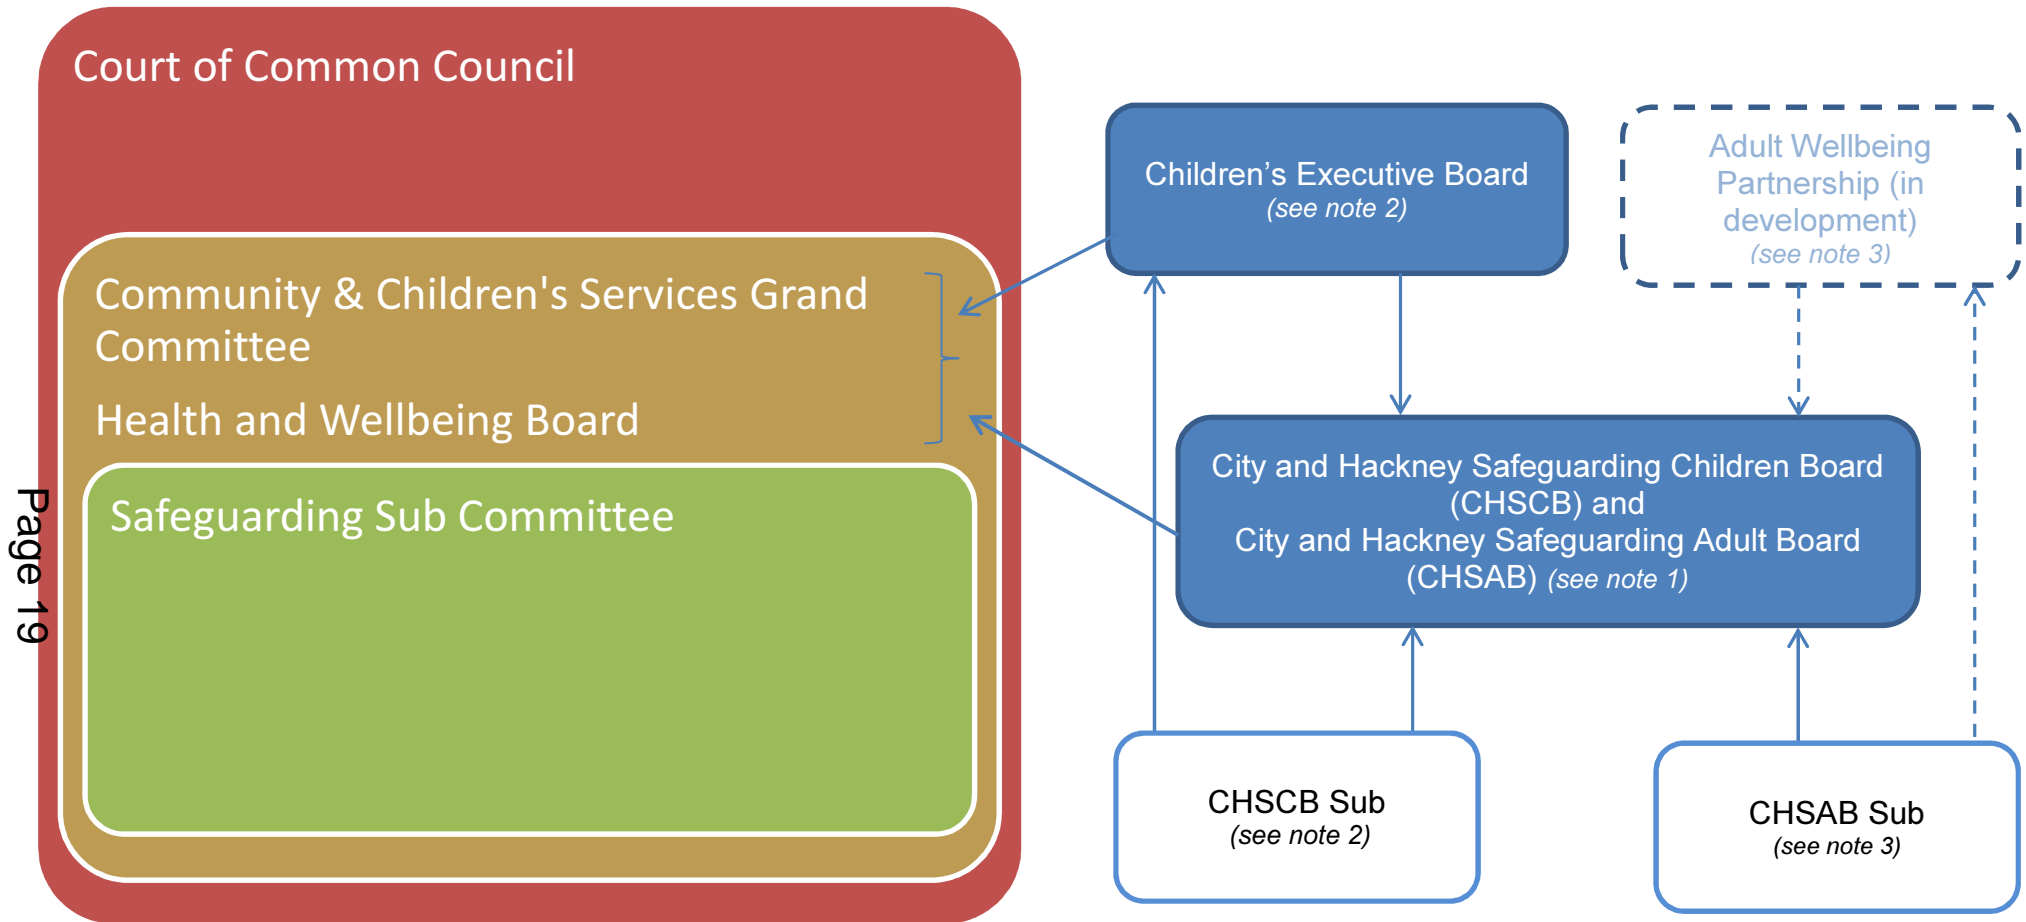 Court of Common Council
Community & Children's Services Grand
Committee
Health and Wellbeing Board
Safeguarding Sub Committee
Page 19
Children’s Executive Board
(see note 2)
Adult Wellbeing
Partnership (in
development)
(see note 3)
City and Hackney Safeguarding Children Board
(CHSCB) and
City and Hackney Safeguarding Adult Board
(CHSAB) (see note 1)
CHSCB Sub
(see note 2)
CHSAB Sub
(see note 3)